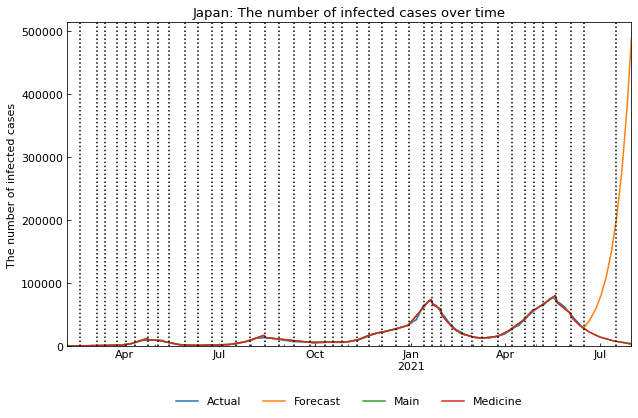 Japan: The number of infected cases over time
The number of infected cases
500000
400000
300000
200000
100000
0
Apr
Jul
Oct
Jan
2021
Apr
Jul
Actual
Forecast
Main
Medicine